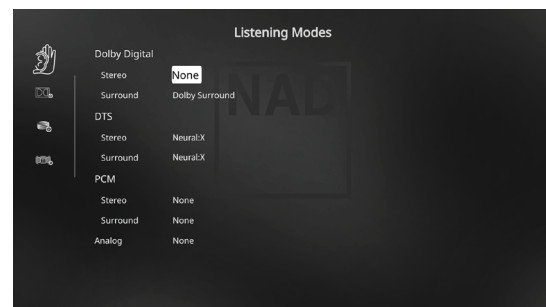 Listening Modes
Dolby Digital
Stereo None
Surround Dolby Surround
NAD
DTS
Stereo Neural:X
Surround Neural:X
PCM
Stereo None
Surround None
Analog None